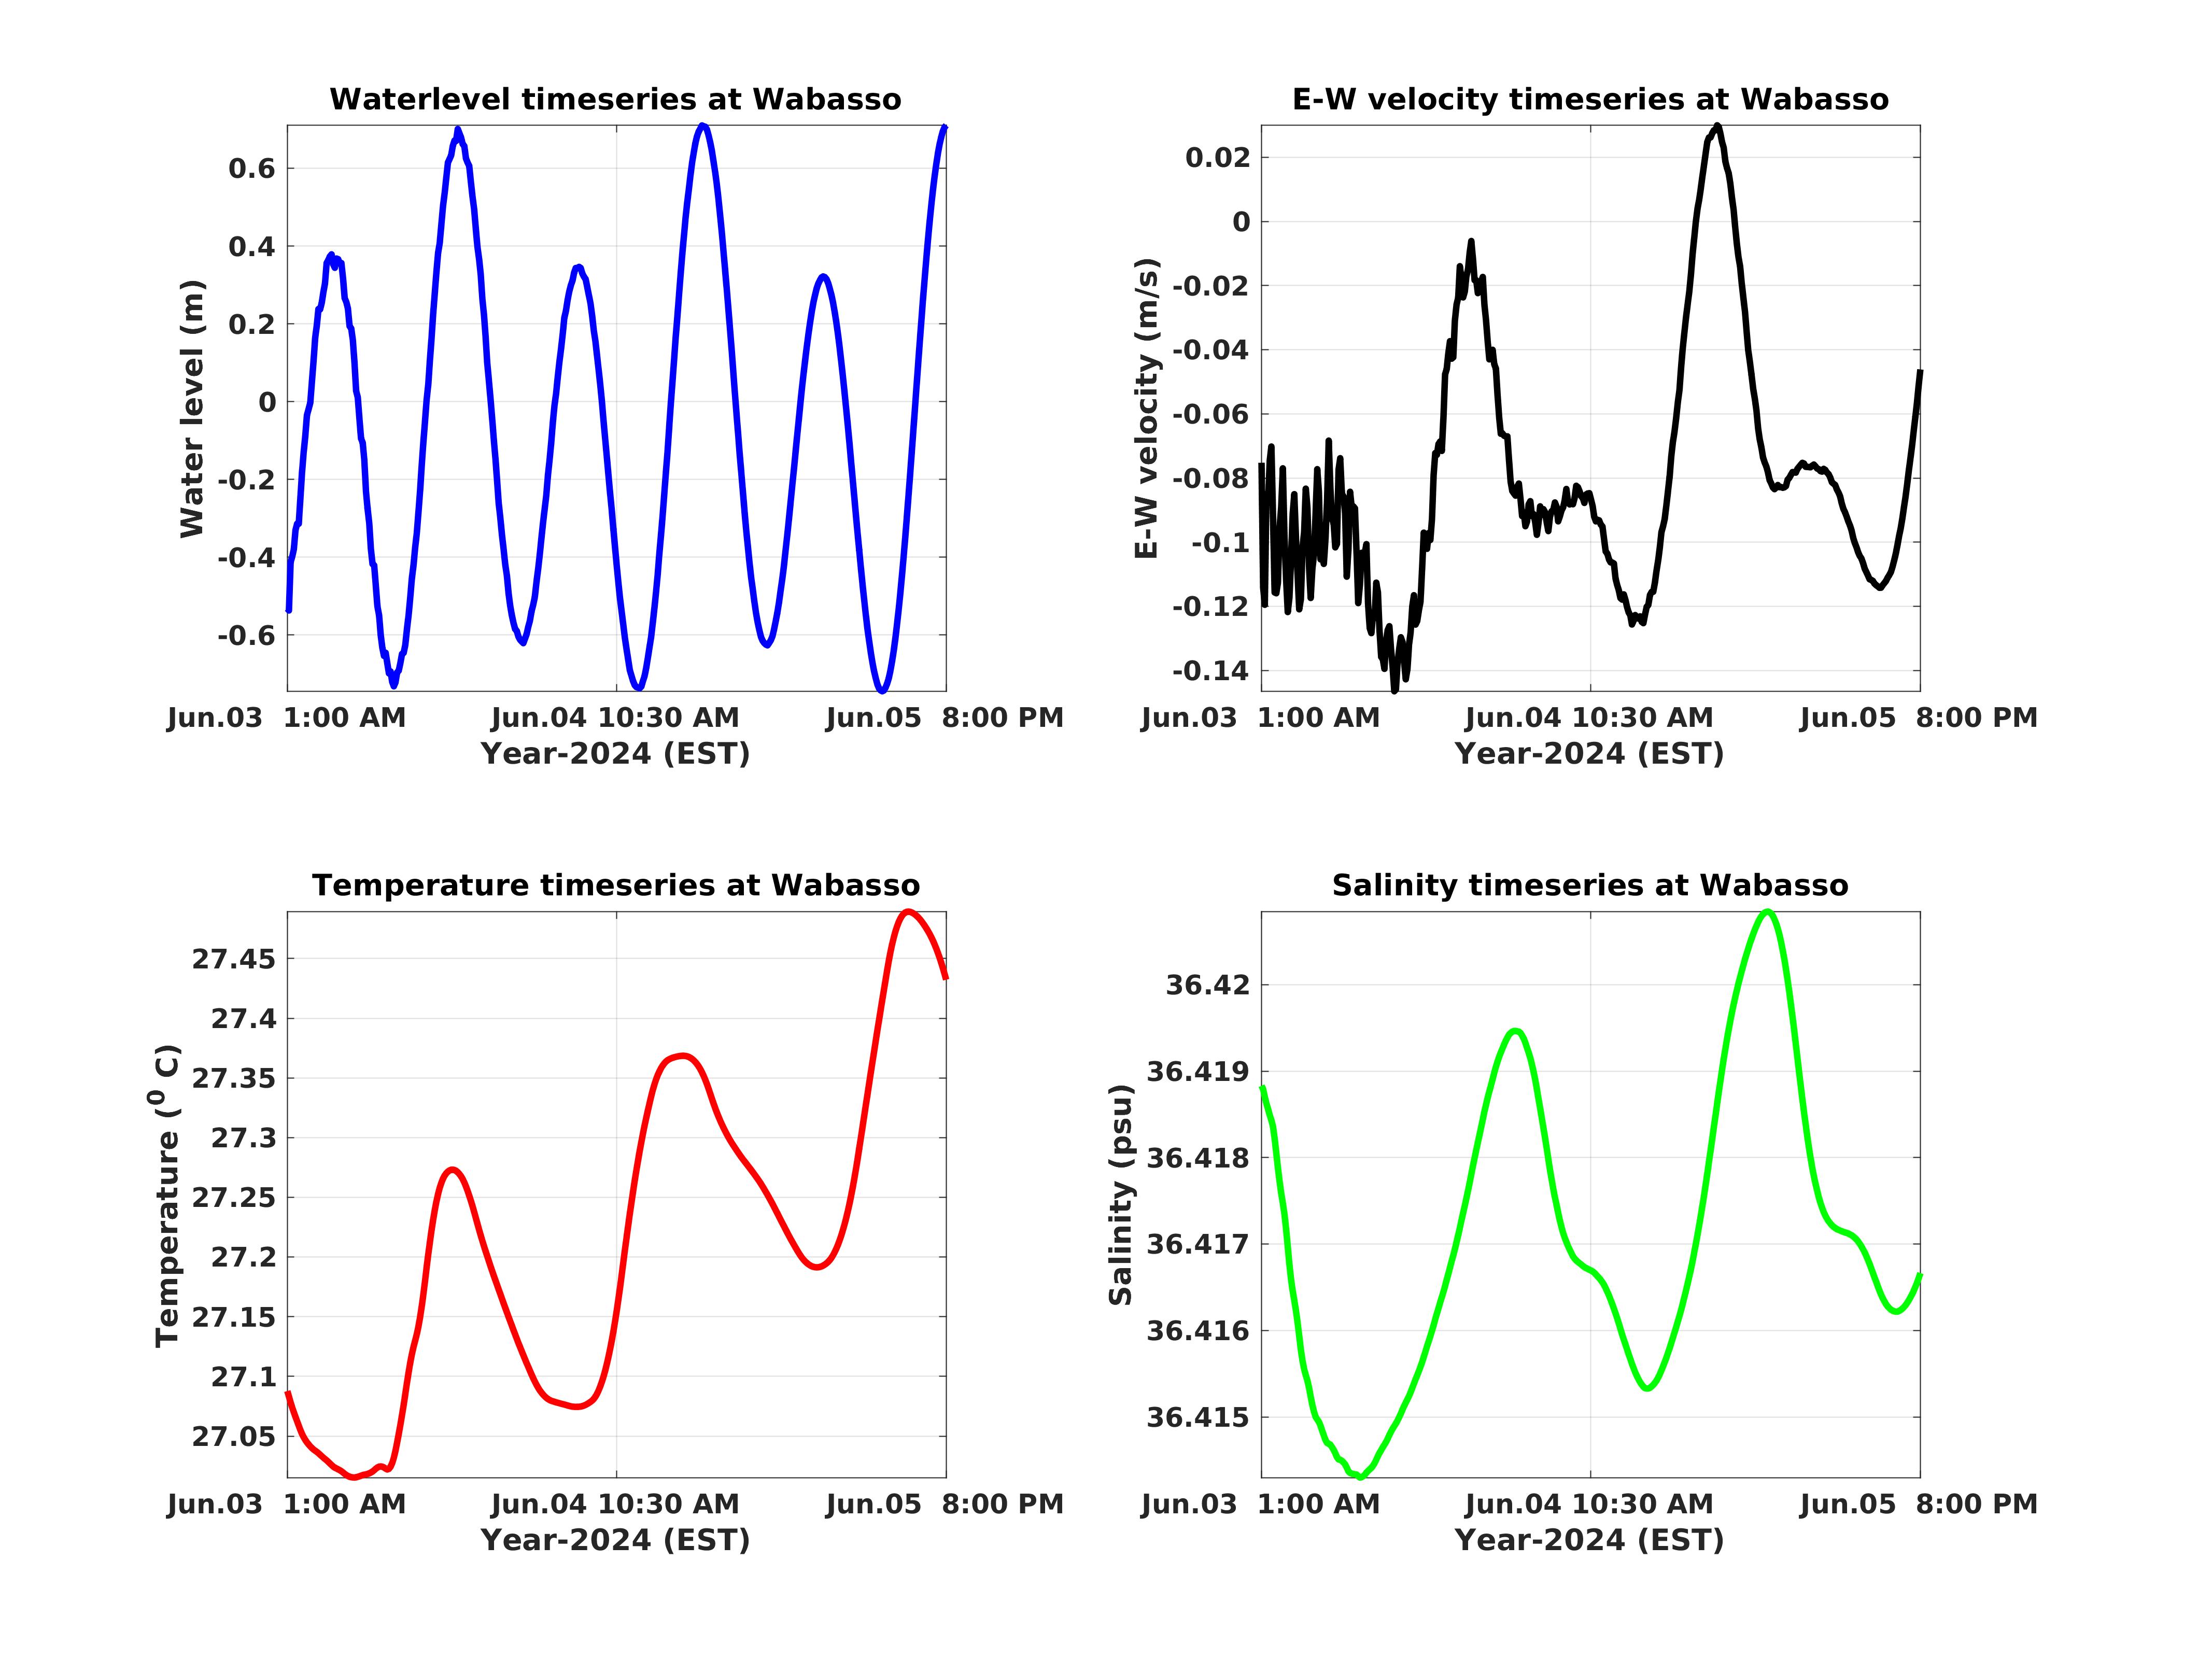 Waterlevel timeseries at Wabasso
0.6
0.4
0.2
0
-0.2
-0.4
-0.6
Water level (m)
Jun.03 1:00 AM
Jun.04 10:30 AM
Jun.05 8:00 PM
Year-2024 (EST)
E-W velocity timeseries at Wabasso
0.02
0
-0.02
-0.04
-0.06
-0.08
-0.1
-0.12
-0.14
E-W velocity (m/s)
Jun.03 1:00 AM
Jun.04 10:30 AM
Jun.05 8:00 PM
Year-2024 (EST)
Temperature timeseries at Wabasso
27.45
27.4
27.35
27.3
27.25
27.2
27.15
27.1
27.05
Temperature (⁰ C)
Jun.03 1:00 AM
Jun.04 10:30 AM
Jun.05 8:00 PM
Year-2024 (EST)
Salinity timeseries at Wabasso
36.42
36.419
36.418
36.417
36.416
36.415
Salinity (psu)
Jun.03 1:00 AM
Jun.04 10:30 AM
Jun.05 8:00 PM
Year-2024 (EST)